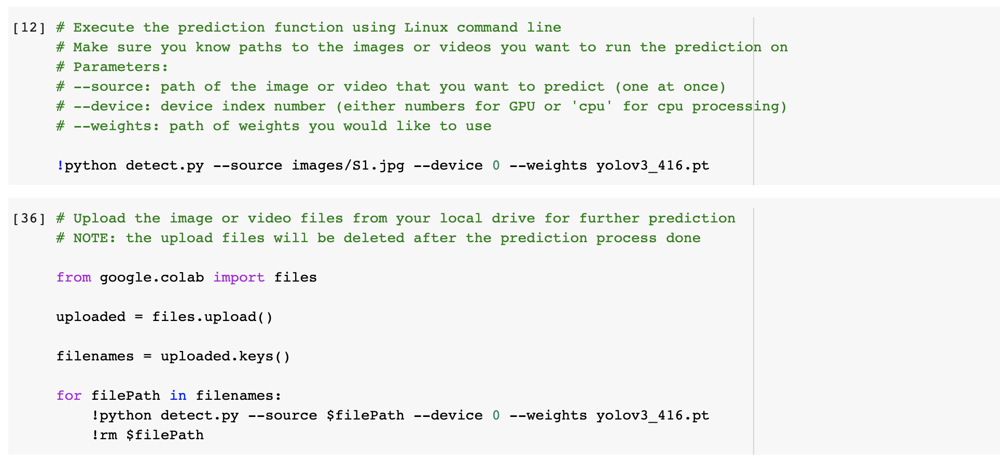 [12] # Execute the prediction function using Linux command line
# Make sure you know paths to the images or videos you want to run the prediction on
# Parameters:
# --source: path of the image or video that you want to predict (one at once)
# --device: device index number (either numbers for GPU or 'cpu' for cpu processing)
# --weights: path of weights you would like to use
!python detect.py --source images/S1.jpg --device 0 --weights yolov3_416.pt
[36] # Upload the image or video files from your local drive for further prediction
# NOTE: the upload files will be deleted after the prediction process done
from google.colab import files
uploaded = files.upload()
filenames = uploaded.keys()
for filePath in filenames:
    !python detect.py --source $filePath --device 0 --weights yolov3_416.pt
    !rm $filePath